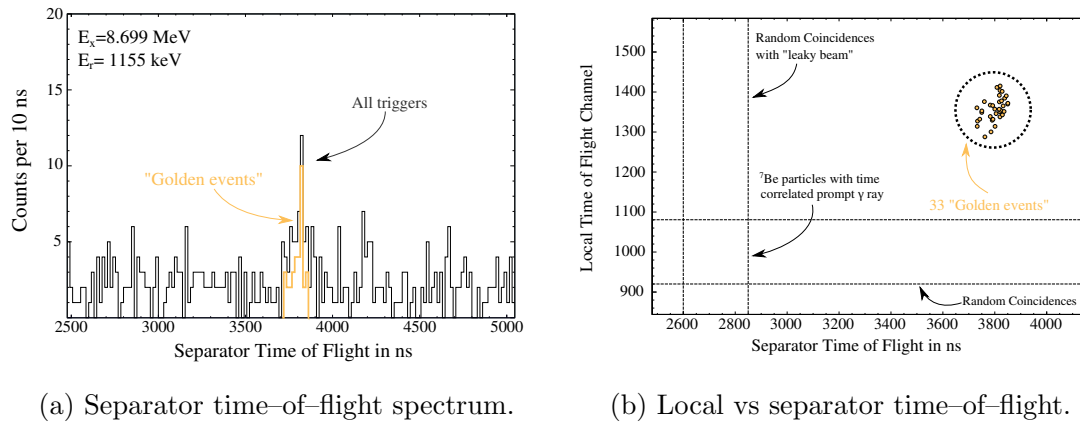 E_x=8.699 MeV
E_r= 1155 keV
All triggers
"Golden events"
Counts per 10 ns
20
15
10
5
2500
3000
3500
4000
4500
5000
Separator Time of Flight in ns
(a) Separator time–of–flight spectrum.
Random Coincidences
with "leaky beam"
⁷Be particles with time
correlated prompt γ ray
33 "Golden events"
Random Coincidences
Local Time of Flight Channel
1500
1400
1300
1200
1100
1000
900
2600
2800
3000
3200
3400
3600
3800
4000
Separator Time of Flight in ns
(b) Local vs separator time–of–flight.